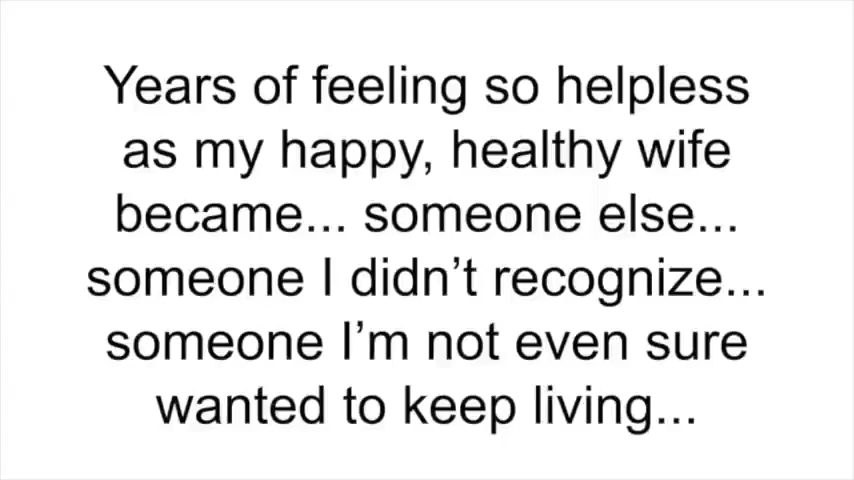 Years of feeling so helpless
as my happy, healthy wife
became... someone else...
someone I didn’t recognize...
someone I’m not even sure
wanted to keep living...